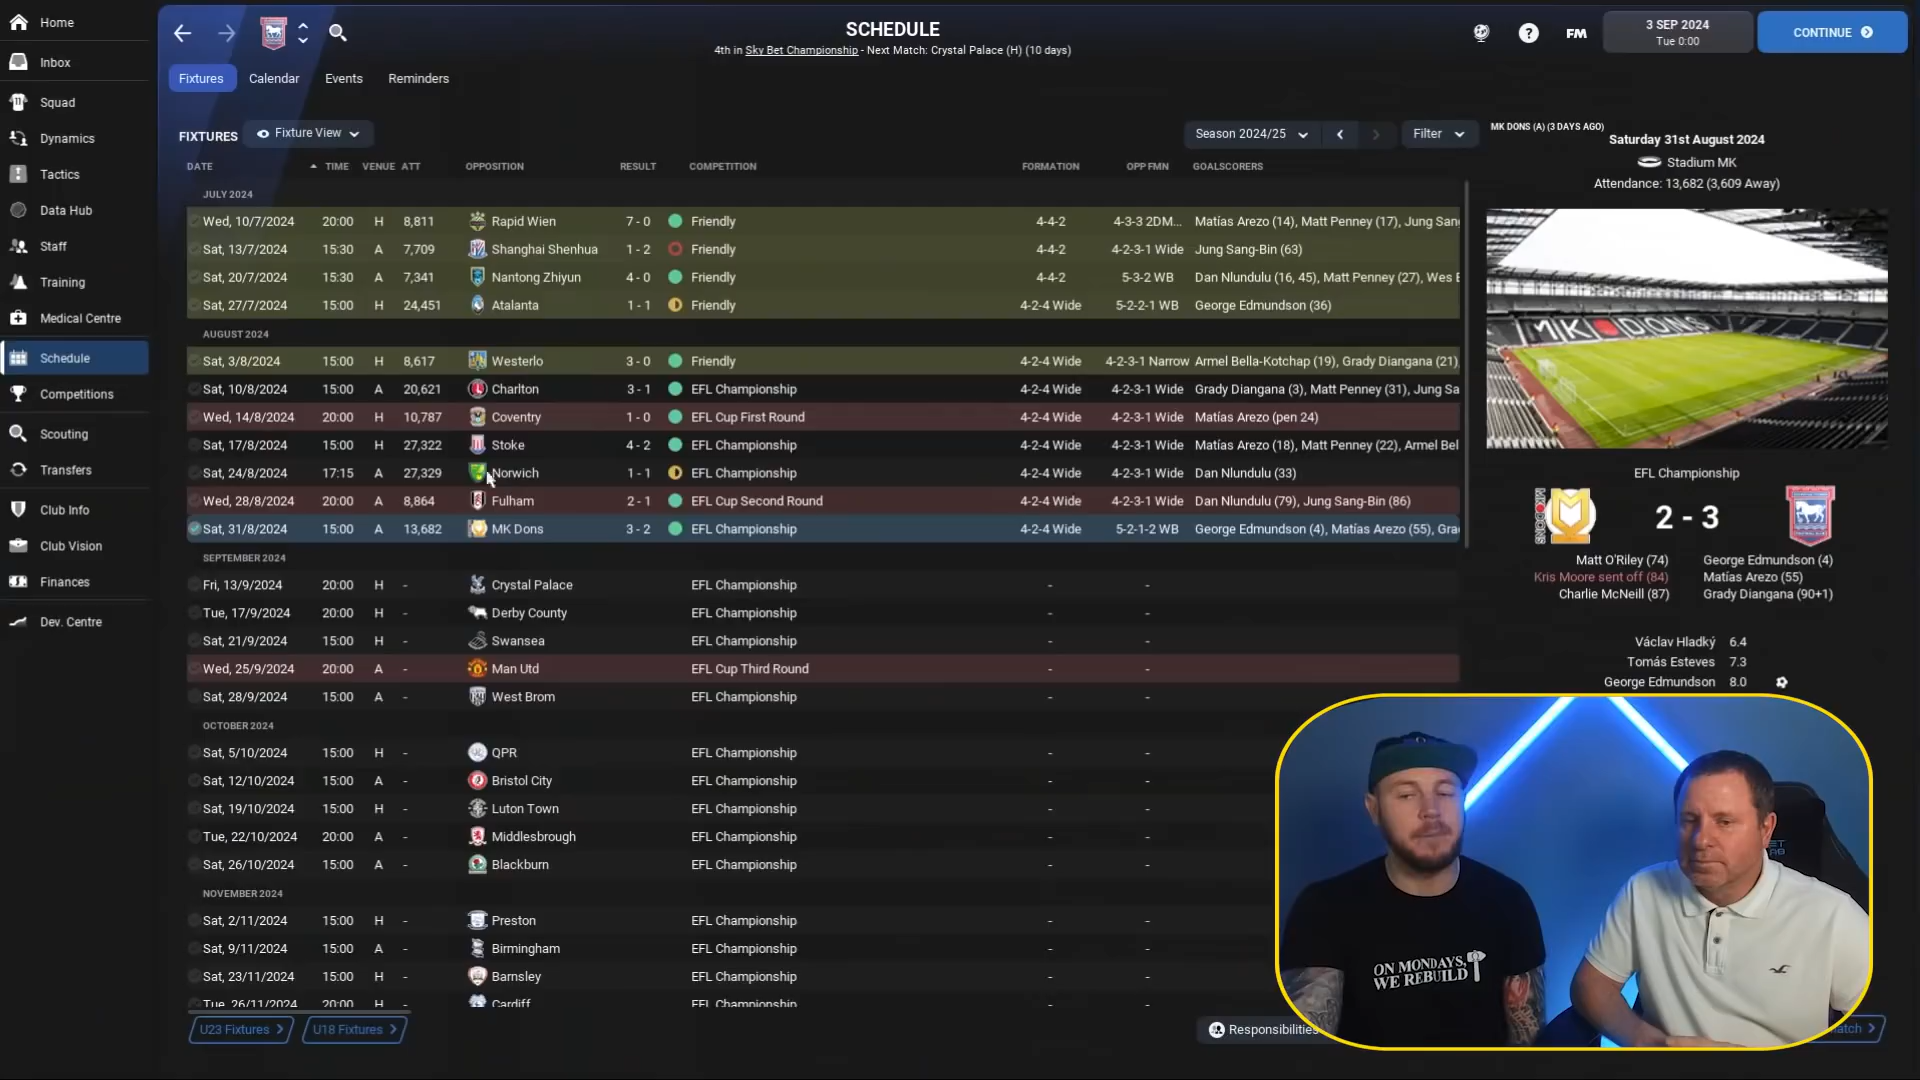 Home
Inbox
Squad
Dynamics
Tactics
Data Hub
Staff
Training
Medical Centre
Schedule
Competitions
Scouting
Transfers
Club Info
Club Vision
Finances
Dev. Centre
SCHEDULE
4th in Sky Bet Championship - Next Match: Crystal Palace (H) (10 days)
FM
3 SEP 2024
Tue 0:00
CONTINUE
Fixtures Calendar Events Reminders
FIXTURES Fixture View Season 2024/25 Filter
DATE TIME VENUE ATT OPPOSITION RESULT COMPETITION FORMATION OPP FMN GOALSCORERS
JULY 2024
Wed, 10/7/2024 20:00 H 8,811 Rapid Wien 7 - 0 Friendly 4-4-2 4-3-3 2DM... Matías Arezo (14), Matt Penney (17), Jung San
Sat, 13/7/2024 15:30 A 7,709 Shanghai Shenhua 1 - 2 Friendly 4-4-2 4-2-3-1 Wide Jung Sang-Bin (63)
Sat, 20/7/2024 15:30 A 7,341 Nantong Zhiyun 4 - 0 Friendly 4-4-2 5-3-2 WB Dan Nlundulu (16, 45), Matt Penney (27), Wes
Sat, 27/7/2024 15:00 H 24,451 Atalanta 1 - 1 Friendly 4-2-4 Wide 5-2-2-1 WB George Edmundson (36)
AUGUST 2024
Sat, 3/8/2024 15:00 H 8,617 Westerlo 3 - 0 Friendly 4-2-4 Wide 4-2-3-1 Narrow Armel Bella-Kotchap (19), Grady Diangana (21),
Sat, 10/8/2024 15:00 A 20,621 Charlton 3 - 1 EFL Championship 4-2-4 Wide 4-2-3-1 Wide Grady Diangana (3), Matt Penney (31), Jung Sa
Wed, 14/8/2024 20:00 H 10,787 Coventry 1 - 0 EFL Cup First Round 4-2-4 Wide 4-2-3-1 Wide Matías Arezo (pen 24)
Sat, 17/8/2024 15:00 H 27,322 Stoke 4 - 2 EFL Championship 4-2-4 Wide 4-2-3-1 Wide Matías Arezo (18), Matt Penney (22), Armel Bel
Sat, 24/8/2024 17:15 A 27,329 Norwich 1 - 1 EFL Championship 4-2-4 Wide 4-2-3-1 Wide Dan Nlundulu (33)
Wed, 28/8/2024 20:00 A 8,864 Fulham 2 - 1 EFL Cup Second Round 4-2-4 Wide 4-2-3-1 Wide Dan Nlundulu (79), Jung Sang-Bin (86)
Sat, 31/8/2024 15:00 A 13,682 MK Dons 3 - 2 EFL Championship 4-2-4 Wide 5-2-1-2 WB George Edmundson (4), Matías Arezo (55), Gra
SEPTEMBER 2024
Fri, 13/9/2024 20:00 H - Crystal Palace EFL Championship - -
Tue, 17/9/2024 20:00 H - Derby County EFL Championship - -
Sat, 21/9/2024 15:00 H - Swansea EFL Championship - -
Wed, 25/9/2024 20:00 A - Man Utd EFL Cup Third Round - -
Sat, 28/9/2024 15:00 A - West Brom EFL Championship - -
OCTOBER 2024
Sat, 5/10/2024 15:00 H - QPR EFL Championship - -
Sat, 12/10/2024 15:00 A - Bristol City EFL Championship - -
Sat, 19/10/2024 15:00 H - Luton Town EFL Championship - -
Tue, 22/10/2024 20:00 A - Middlesbrough EFL Championship - -
Sat, 26/10/2024 15:00 A - Blackburn EFL Championship - -
NOVEMBER 2024
Sat, 2/11/2024 15:00 H - Preston EFL Championship - -
Sat, 9/11/2024 15:00 A - Birmingham EFL Championship - -
Sat, 23/11/2024 15:00 H - Barnsley EFL Championship - -
Tue, 26/11/2024 20:00 H - Cardiff EFL Championship - -
U23 Fixtures U18 Fixtures Responsibilities
MK DONS (A) (3 DAYS AGO)
Saturday 31st August 2024
Stadium MK
Attendance: 13,682 (3,609 Away)
MK DONS
EFL Championship
MK DONS
2 - 3
Matt O'Riley (74) George Edmundson (4)
Kris Moore sent off (84) Matías Arezo (55)
Charlie McNeill (87) Grady Diangana (90+1)
Václav Hladký 6.4
Tomás Esteves 7.3
George Edmundson 8.0
ON MONDAYS,
WE REBUILD